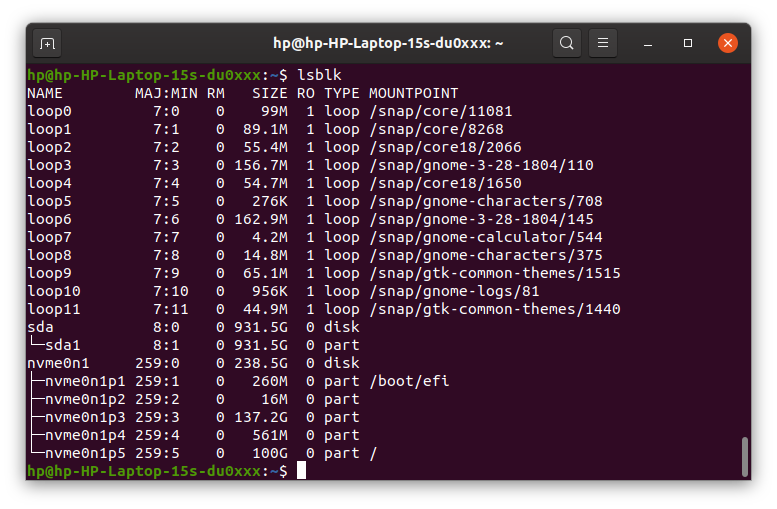 hp@hp-HP-Laptop-15s-du0xxx: ~
hp@hp-HP-Laptop-15s-du0xxx:~$ lsblk
NAME        MAJ:MIN RM   SIZE RO TYPE MOUNTPOINT
loop0         7:0    0    99M  1 loop /snap/core/11081
loop1         7:1    0  89.1M  1 loop /snap/core/8268
loop2         7:2    0  55.4M  1 loop /snap/core18/2066
loop3         7:3    0 156.7M  1 loop /snap/gnome-3-28-1804/110
loop4         7:4    0  54.7M  1 loop /snap/core18/1650
loop5         7:5    0   276K  1 loop /snap/gnome-characters/708
loop6         7:6    0 162.9M  1 loop /snap/gnome-3-28-1804/145
loop7         7:7    0   4.2M  1 loop /snap/gnome-calculator/544
loop8         7:8    0  14.8M  1 loop /snap/gnome-characters/375
loop9         7:9    0  65.1M  1 loop /snap/gtk-common-themes/1515
loop10        7:10   0   956K  1 loop /snap/gnome-logs/81
loop11        7:11   0  44.9M  1 loop /snap/gtk-common-themes/1440
sda           8:0    0 931.5G  0 disk
└─sda1        8:1    0 931.5G  0 part
nvme0n1     259:0    0 238.5G  0 disk
├─nvme0n1p1 259:1    0   260M  0 part /boot/efi
├─nvme0n1p2 259:2    0    16M  0 part
├─nvme0n1p3 259:3    0 137.2G  0 part
├─nvme0n1p4 259:4    0   561M  0 part
└─nvme0n1p5 259:5    0   100G  0 part /
hp@hp-HP-Laptop-15s-du0xxx:~$